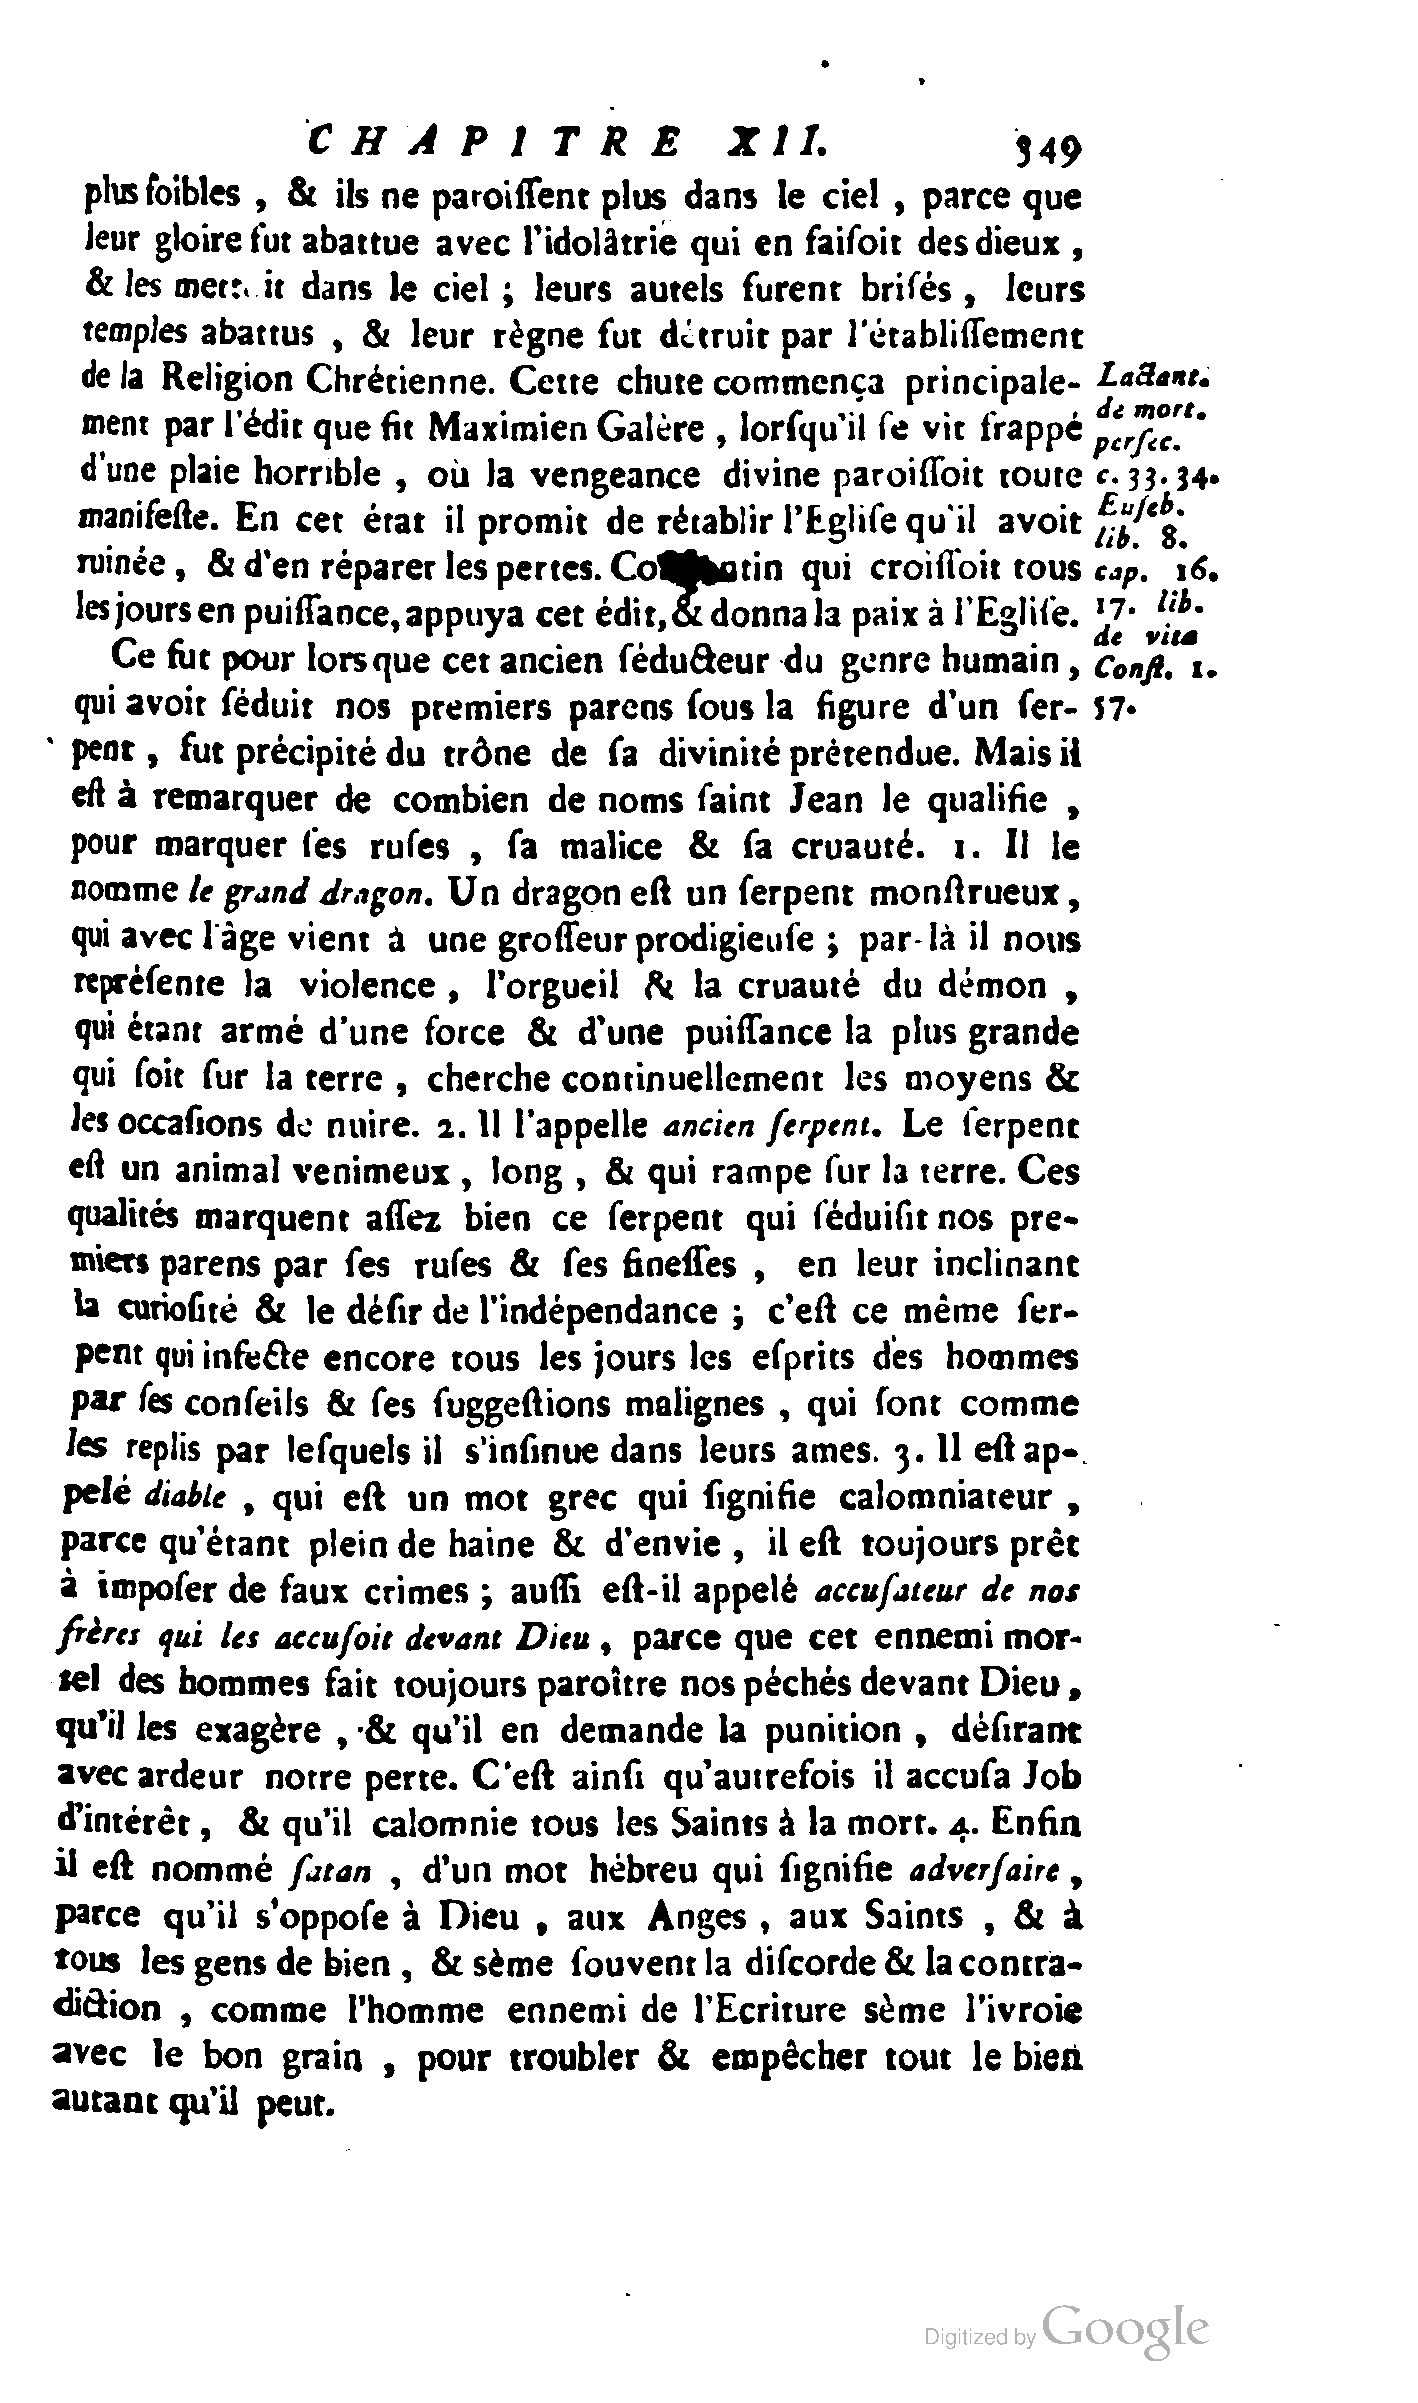 CHAPITRE XII. 349
plus foibles , & ils ne paroiſſent plus dans le ciel , parce que
leur gloire fut abattue avec l'idolâtrie qui en faiſoit des dieux ,
& les mettoit dans le ciel ; leurs autels furent briſés , leurs
temples abattus , & leur règne fut détruit par l'établiſſement
de la Religion Chrétienne. Cette chute commença principale-
ment par l'édit que fit Maximien Galère , lorſqu'il ſe vit frappé
d'une plaie horrible , où la vengeance divine paroiſſoit toute
manifeſte. En cet état il promit de rétablir l'Egliſe qu'il avoit
ruinée , & d'en réparer les pertes. Conſtantin qui croiſſoit tous
les jours en puiſſance, appuya cet édit, & donna la paix à l'Egliſe.
Lactant.
de mort.
perſec.
c. 33. 34.
Euſeb.
lib. 8.
cap. 16.
17. lib.
de vita
Conſt. 1.
57.
Ce fut pour lors que cet ancien ſéducteur du genre humain ,
qui avoit ſéduit nos premiers parens ſous la figure d'un ſer-
pent , fut précipité du trône de ſa divinité prétendue. Mais il
eſt à remarquer de combien de noms ſaint Jean le qualifie ,
pour marquer ſes ruſes , ſa malice & ſa cruauté. 1. Il le
nomme le grand dragon. Un dragon eſt un ſerpent monſtrueux ,
qui avec l'âge vient à une groſſeur prodigieuſe ; par-là il nous
repréſente la violence , l'orgueil & la cruauté du démon ,
qui étant armé d'une force & d'une puiſſance la plus grande
qui ſoit ſur la terre , cherche continuellement les moyens &
les occaſions de nuire. 2. Il l'appelle ancien ſerpent. Le ſerpent
eſt un animal venimeux , long , & qui rampe ſur la terre. Ces
qualités marquent aſſez bien ce ſerpent qui ſéduiſit nos pre-
miers parens par ſes ruſes & ſes fineſſes , en leur inclinant
la curioſité & le déſir de l'indépendance ; c'eſt ce même ſer-
pent qui infecte encore tous les jours les eſprits des hommes
par ſes conſeils & ſes ſuggeſtions malignes , qui ſont comme
les replis par leſquels il s'inſinue dans leurs ames. 3. Il eſt ap-
pelé diable , qui eſt un mot grec qui ſignifie calomniateur ,
parce qu'étant plein de haine & d'envie , il eſt toujours prêt
à impoſer de faux crimes ; auſſi eſt-il appelé accuſateur de nos
frères qui les accuſoit devant Dieu , parce que cet ennemi mor-
tel des hommes fait toujours paroître nos péchés devant Dieu ,
qu'il les exagère , & qu'il en demande la punition , déſirant
avec ardeur notre perte. C'eſt ainſi qu'autrefois il accuſa Job
d'intérêt , & qu'il calomnie tous les Saints à la mort. 4. Enfin
il eſt nommé ſatan , d'un mot hébreu qui ſignifie adverſaire ,
parce qu'il s'oppoſe à Dieu , aux Anges , aux Saints , & à
tous les gens de bien , & sème ſouvent la diſcorde & la contra-
diction , comme l'homme ennemi de l'Ecriture sème l'ivroie
avec le bon grain , pour troubler & empêcher tout le bien
autant qu'il peut.
Digitized by Google